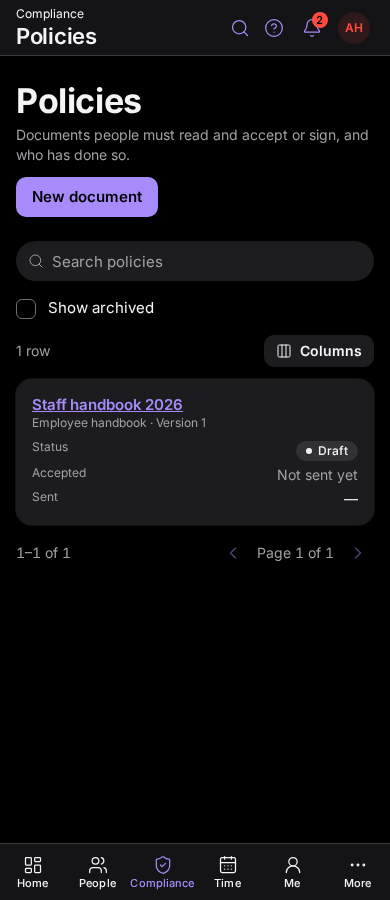 Compliance
Policies
2
AH
Policies
Documents people must read and accept or sign, and
who has done so.
New document
Search policies
Show archived
1 row
Columns
Staff handbook 2026
Employee handbook · Version 1
Status
Draft
Accepted
Not sent yet
Sent
—
1–1 of 1
Page 1 of 1
Home
People
Compliance
Time
Me
More